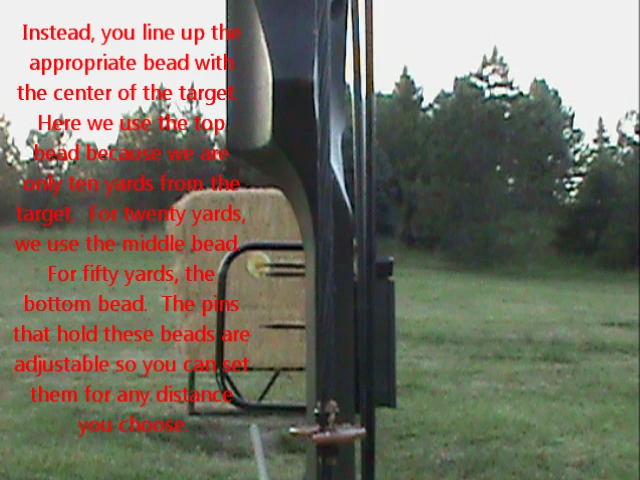 Instead, you line up the
appropriate bead with
the center of the target.
Here we use the top
bead because we are
only ten yards from the
target.  For twenty yards,
we use the middle bead.
For fifty yards, the
bottom bead.  The pins
that hold these beads are
adjustable so you can set
them for any distance
you choose.